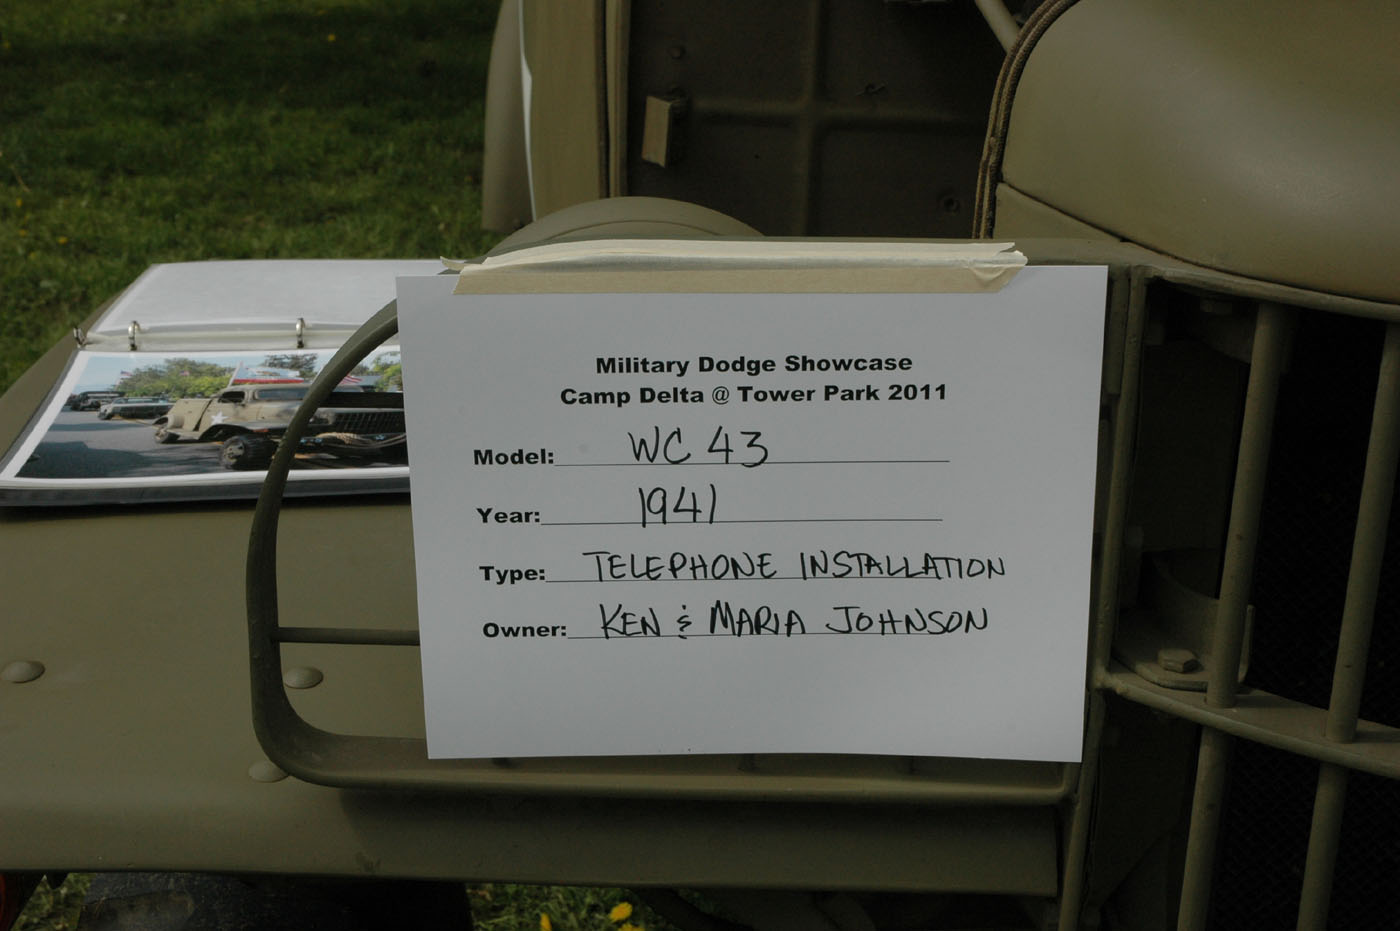 Military Dodge Showcase
Camp Delta @ Tower Park 2011
Model: WC 43
Year: 1941
Type: TELEPHONE INSTALLATION
Owner: KEN & MARIA JOHNSON